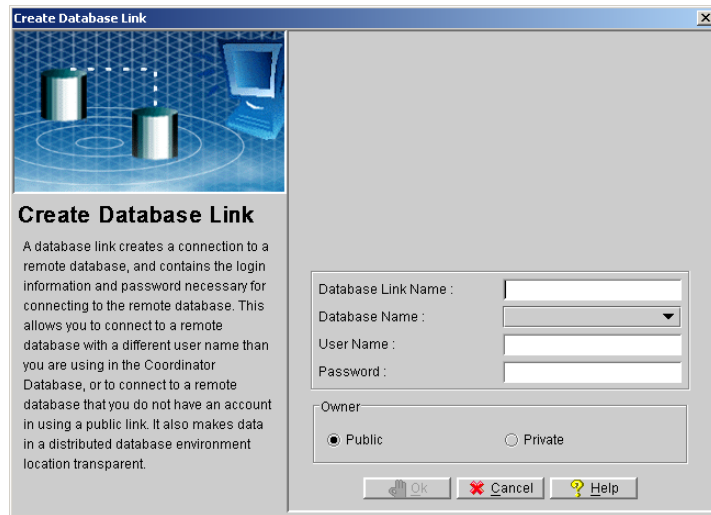 Create Database Link
Create Database Link
A database link creates a connection to a
remote database, and contains the login
information and password necessary for
connecting to the remote database. This
allows you to connect to a remote
database with a different user name than
you are using in the Coordinator
Database, or to connect to a remote
database that you do not have an account
in using a public link. It also makes data
in a distributed database environment
location transparent.
Database Link Name :
Database Name :
User Name :
Password :
Owner
Public
Private
Ok
Cancel
Help